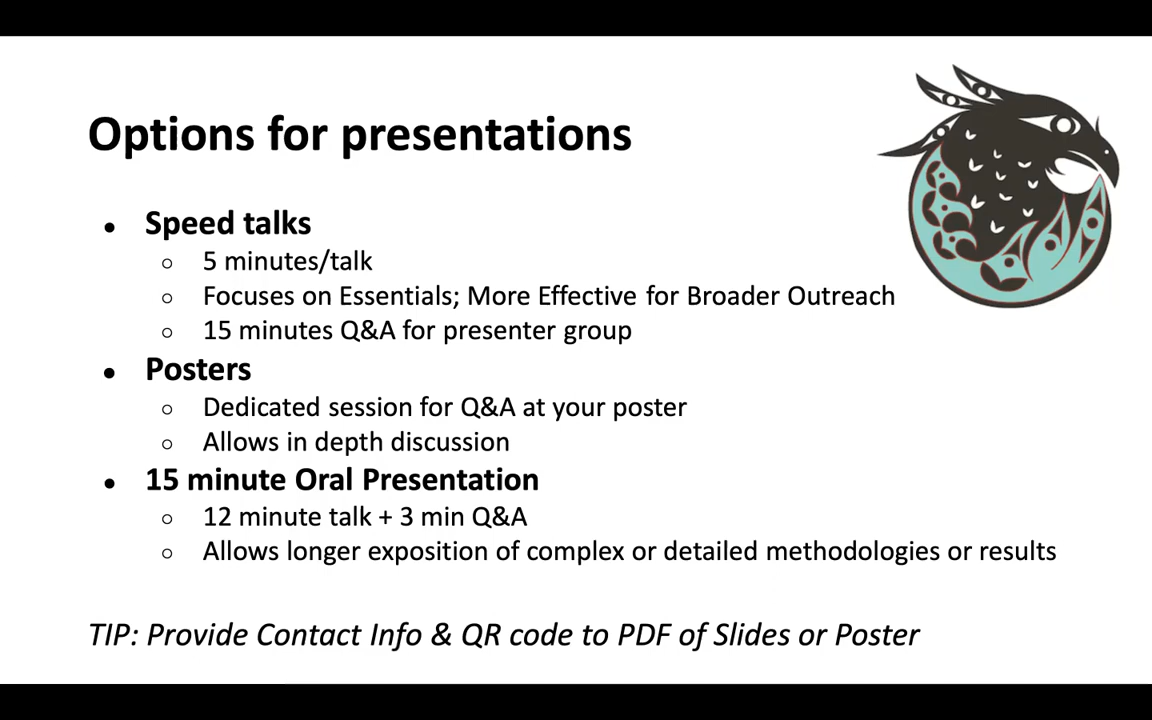 Options for presentations
● Speed talks
○ 5 minutes/talk
○ Focuses on Essentials; More Effective for Broader Outreach
○ 15 minutes Q&A for presenter group
● Posters
○ Dedicated session for Q&A at your poster
○ Allows in depth discussion
● 15 minute Oral Presentation
○ 12 minute talk + 3 min Q&A
○ Allows longer exposition of complex or detailed methodologies or results
TIP: Provide Contact Info & QR code to PDF of Slides or Poster